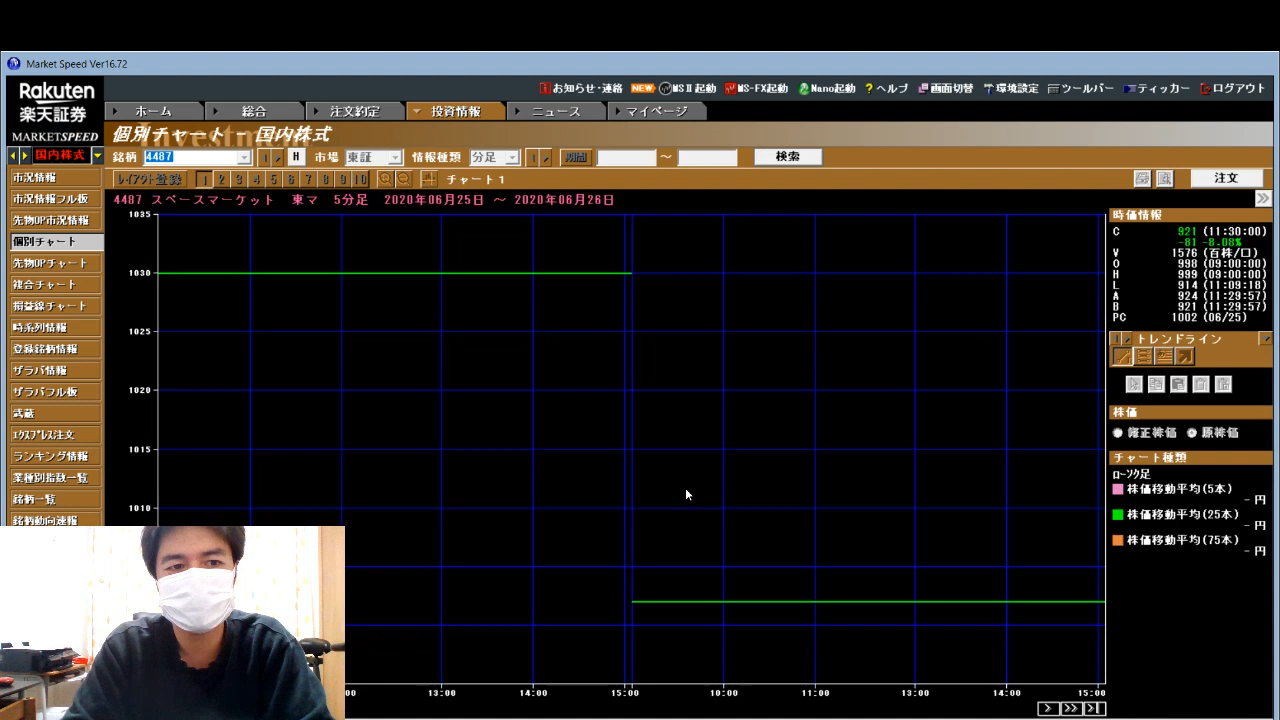 Market Speed Ver16.72
Rakuten
楽天証券
MARKETSPEED
お知らせ・連絡 NEW MSⅡ起動 MS-FX起動 Nano起動 ? ヘルプ 画面切替 環境設定 ツールバー ティッカー ログアウト
ホーム 総合 注文約定 投資情報 ニュース マイページ
個別チャート - 国内株式
国内株式 銘柄 4487 H 市場 東証 情報種類 分足 期間 ～ 検索
レイアウト登録 1 2 3 4 5 6 7 8 9 10 チャート1 注文
4487 スペースマーケット 東マ 5分足 2020年06月25日 ～ 2020年06月26日
市況情報
市況情報フル板
先物OP市況情報
個別チャート
先物OPチャート
複合チャート
損益線チャート
時系列情報
登録銘柄情報
ザラバ情報
ザラバフル板
武蔵
エクスプレス注文
ランキング情報
業種別指数一覧
銘柄一覧
銘柄動向速報
1035
1030
1025
1020
1015
1010
00 13:00 14:00 15:00 10:00 11:00 13:00 14:00 15:00
時価情報
C 921 (11:30:00)
-81 -8.08%
V 1576 (百株/口)
O 998 (09:00:00)
H 999 (09:00:00)
L 914 (11:09:18)
A 924 (11:29:57)
B 921 (11:29:57)
PC 1002 (06/25)
トレンドライン
株価
修正株価 原株価
チャート種類
ローソク足
株価移動平均(5本)
- 円
株価移動平均(25本)
- 円
株価移動平均(75本)
- 円